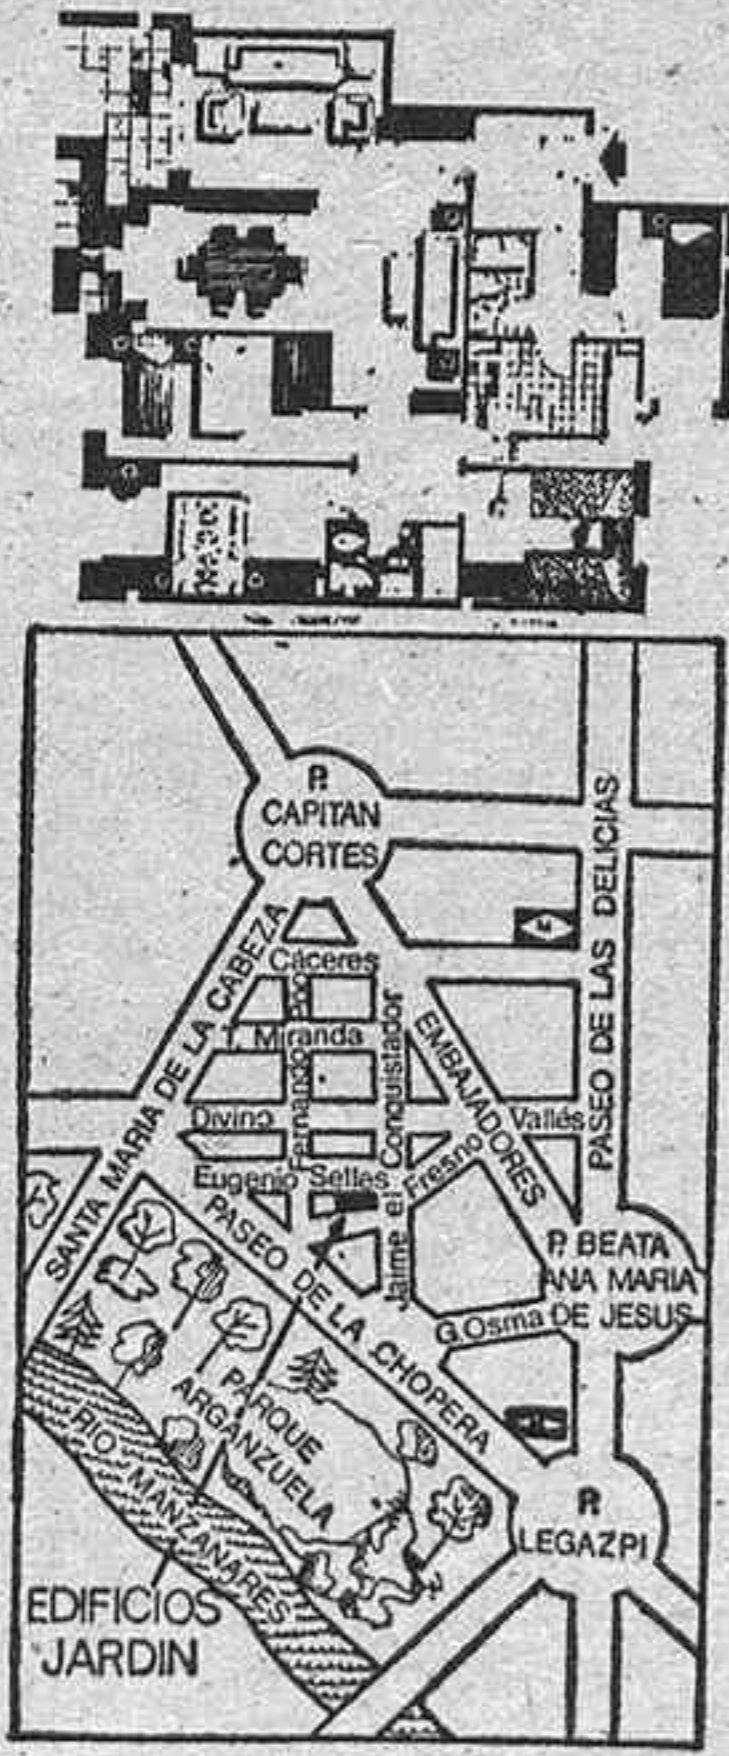 P.
CAPITAN
CORTES
PASEO DE LAS DELICIAS
M
SANTA MARIA DE LA CABEZA
Cáceres
Fernando Poo
T. Miranda
Jaime el Conquistador
EMBAJADORES
Divino
Vallés
Eugenio Selles
Fresno
PASEO DE LA CHOPERA
P. BEATA
ANA MARIA
DE JESUS
G.Osma
PARQUE
ARGANZUELA
RIO MANZANARES
P.
LEGAZPI
EDIFICIOS
JARDIN